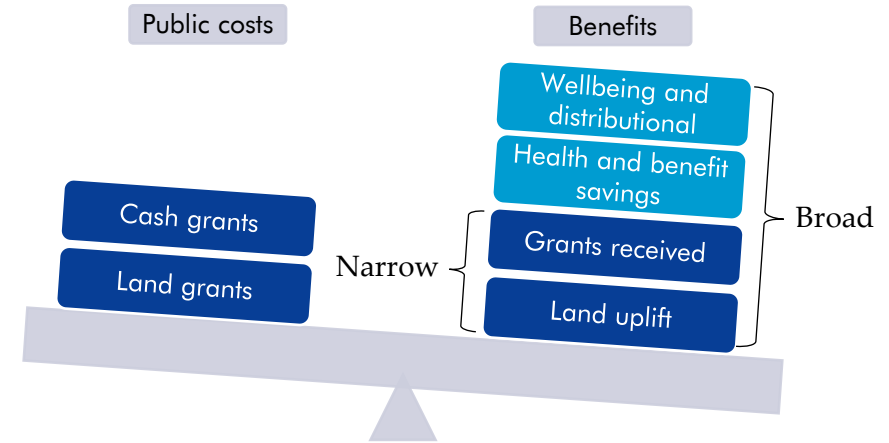 Public costs
Benefits
Wellbeing and
distributional
Health and benefit
savings
Cash grants
Grants received
Broad
Narrow
Land grants
Land uplift